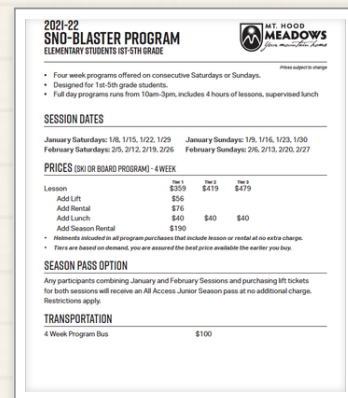 2021-22
SNO-BLASTER PROGRAM
ELEMENTARY STUDENTS 1ST-5TH GRADE
MT. HOOD
MEADOWS
Your mountain home
Prices subject to change
• Four week programs offered on consecutive Saturdays or Sundays.
• Designed for 1st-5th grade students.
• Full day programs runs from 10am-3pm, includes 4 hours of lessons, supervised lunch
SESSION DATES
January Saturdays: 1/8, 1/15, 1/22, 1/29 January Sundays: 1/9, 1/16, 1/23, 1/30
February Saturdays: 2/5, 2/12, 2/19, 2/26 February Sundays: 2/6, 2/13, 2/20, 2/27
PRICES (SKI OR BOARD PROGRAM) - 4 WEEK
Tier 1 Tier 2 Tier 3
Lesson $359 $419 $479
Add Lift $56
Add Rental $76
Add Lunch $40 $40 $40
Add Season Rental $190
• Helments included in all program purchases that include lesson or rental at no extra charge.
• Tiers are based on demand, you are assured the best price available the earlier you buy.
SEASON PASS OPTION
Any participants combining January and February Sessions and purchasing lift tickets
for both sessions will receive an All Access Junior Season pass at no additional charge.
Restrictions apply.
TRANSPORTATION
4 Week Program Bus $100